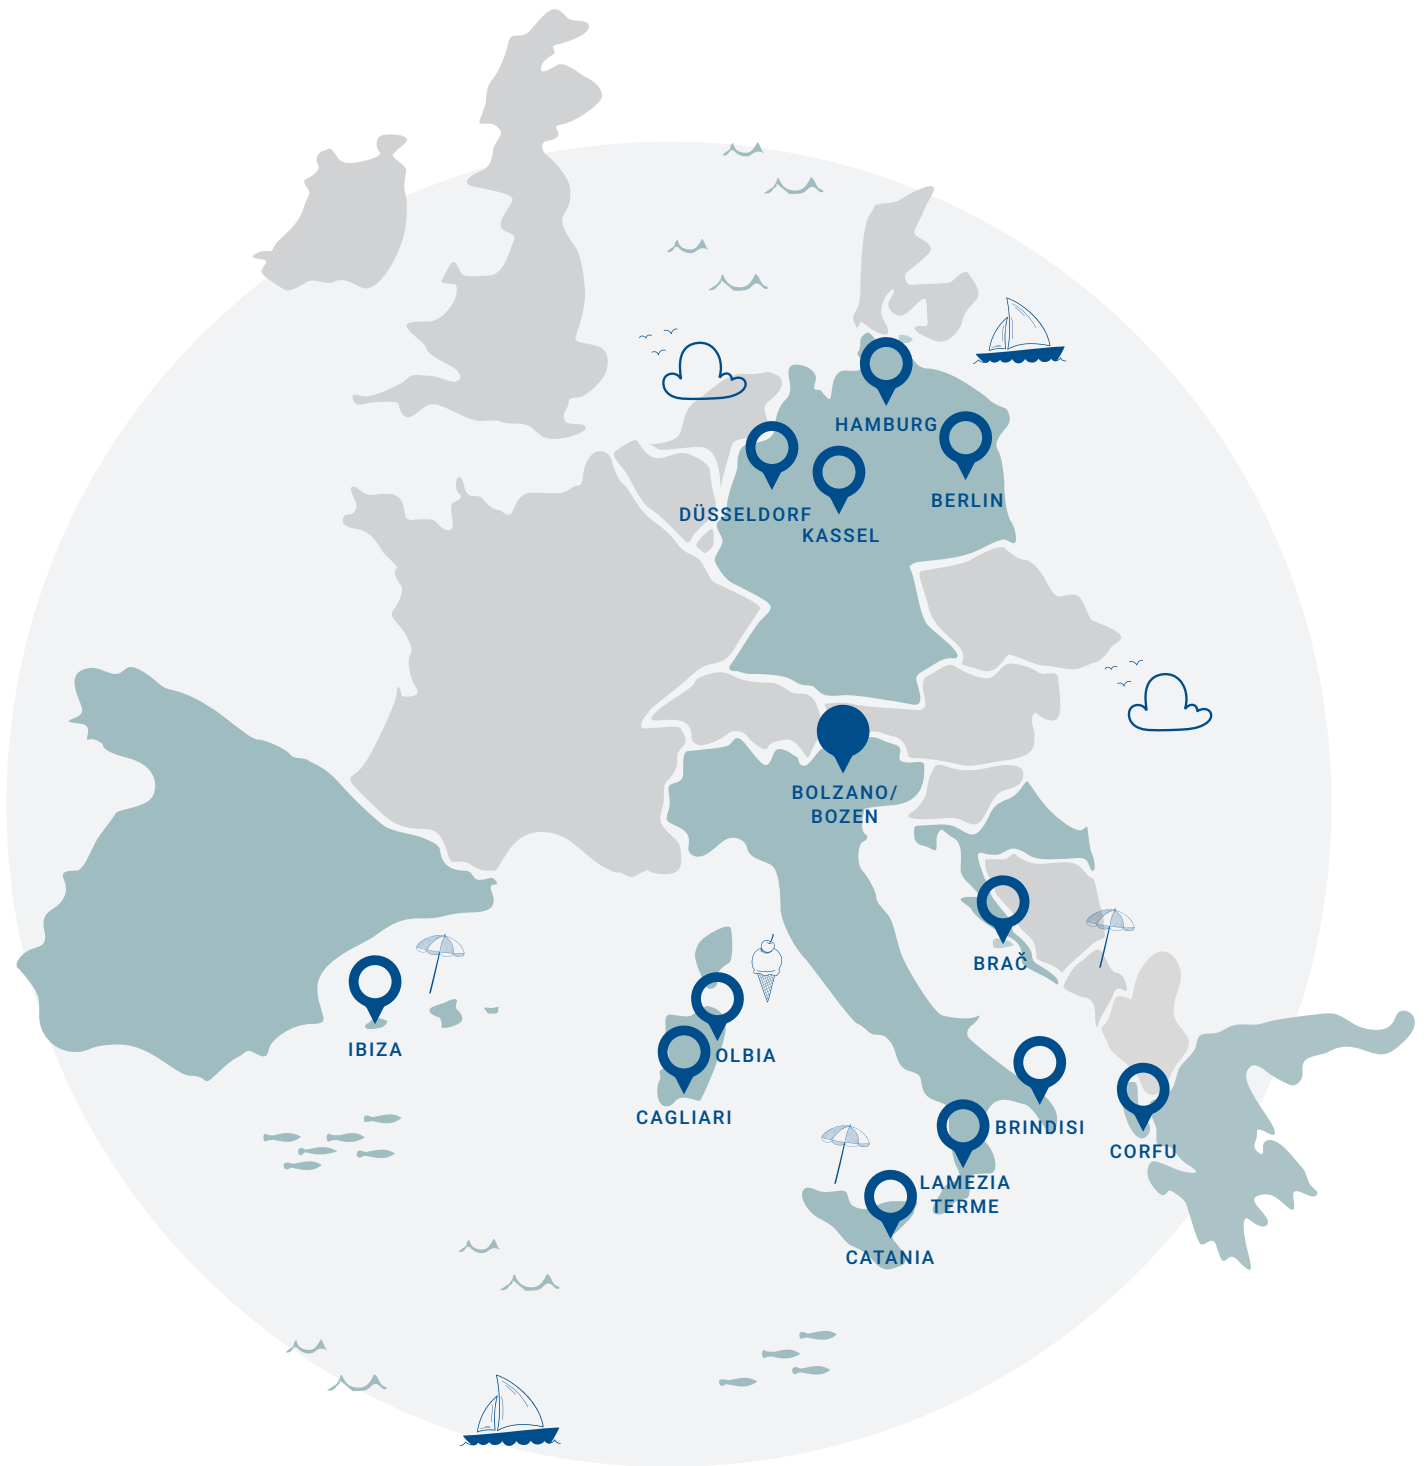 HAMBURG
BERLIN
DÜSSELDORF
KASSEL
BOLZANO/
BOZEN
BRAČ
IBIZA
OLBIA
CAGLIARI
BRINDISI
CORFU
LAMEZIA
TERME
CATANIA